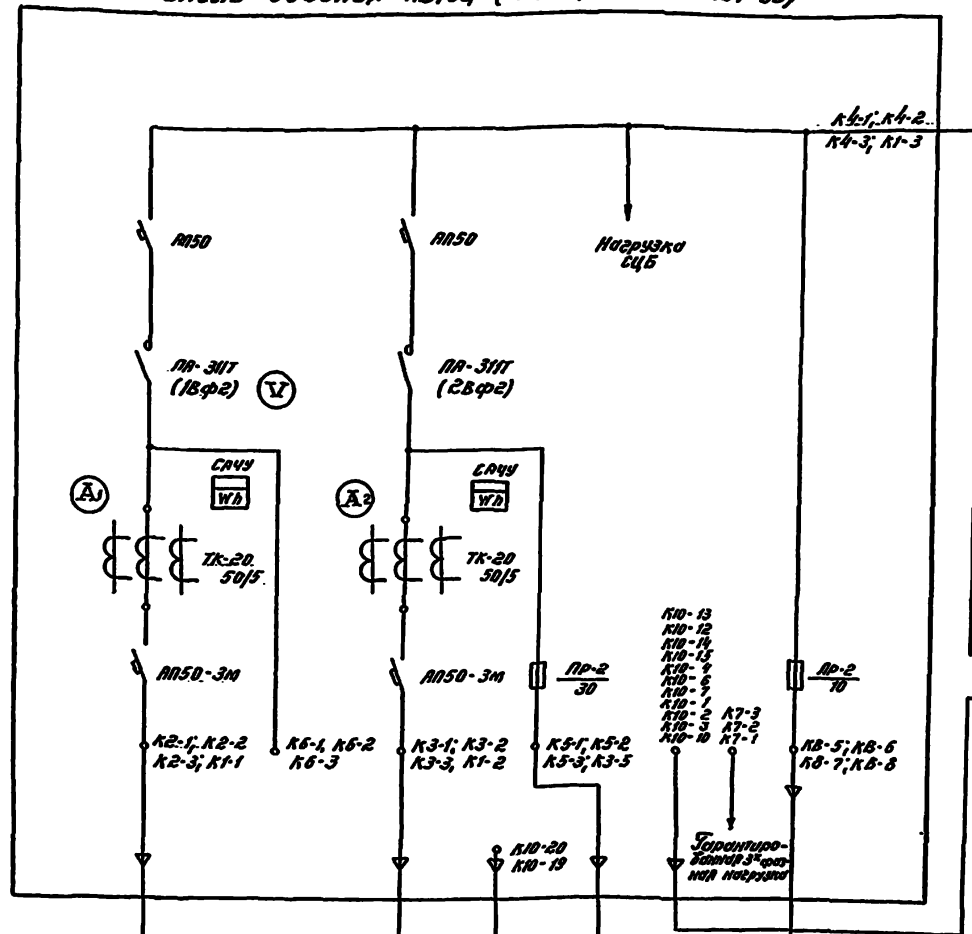 К4-1; К4-2
К4-3; К1-3
АП50
АП50
Нагрузка
СЦБ
ПА-311Т
(1Вф2)
V
ПА-311Т
(2Вф2)
САЧУ
Wh
А1
САЧУ
Wh
А2
ТК-20
50/5
ТК-20
50/5
К10-13
К10-12
К10-14
К10-15
К10-4
К10-6
К10-7
К10-1
К10-2
К10-3
К10-10
К7-3
К7-2
К7-1
АП50-3М
АП50-3М
ПР-2
30
ПР-2
10
К2-1; К2-2
К2-3; К1-1
К6-1, К6-2
К6-3
К3-1; К3-2
К3-3, К1-2
К5-1; К5-2
К5-3; К3-5
К8-5; К8-6
К8-7; К8-8
К10-20
К10-19
Гарантиро-
ванная 3х фаз-
ная нагрузка